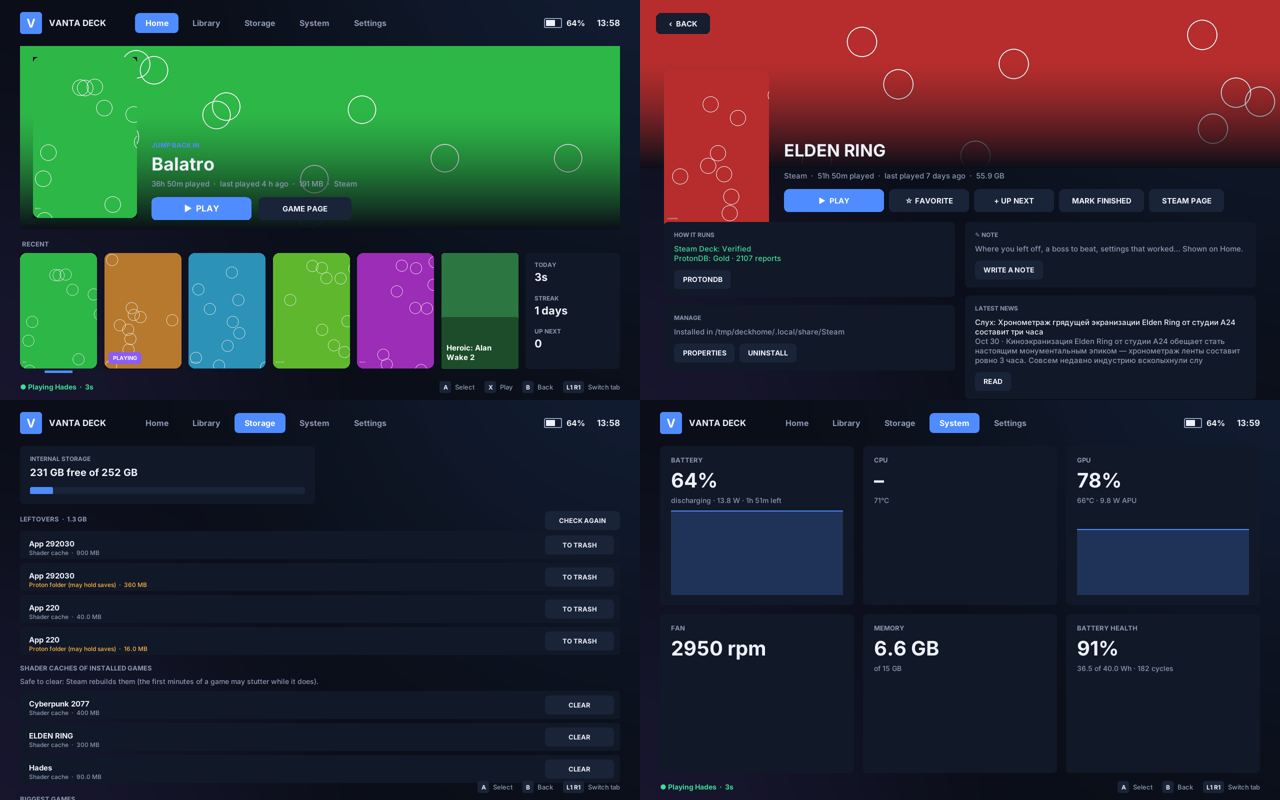 V VANTA DECK Home Library Storage System Settings 64% 13:58
JUMP BACK IN
Balatro
36h 50m played · last played 4 h ago · 191 MB · Steam
▶ PLAY GAME PAGE
RECENT
PLAYING
Heroic: Alan
Wake 2
TODAY
3s
STREAK
1 days
UP NEXT
0
Playing Hades · 3s
A Select X Play B Back L1 R1 Switch tab
‹ BACK
ELDEN RING
Steam · 51h 50m played · last played 7 days ago · 55.9 GB
▶ PLAY ☆ FAVORITE + UP NEXT MARK FINISHED STEAM PAGE
HOW IT RUNS
Steam Deck: Verified
ProtonDB: Gold · 2107 reports
PROTONDB
MANAGE
Installed in /tmp/deckhome/.local/share/Steam
PROPERTIES UNINSTALL
✎ NOTE
Where you left off, a boss to beat, settings that worked... Shown on Home.
WRITE A NOTE
LATEST NEWS
Слух: Хронометраж грядущей экранизации Elden Ring от студии A24
составит три часа
Oct 30 · Киноэкранизация Elden Ring от студии A24 обещает стать
настоящим монументальным эпиком — хронометраж ленты составит
ровно 3 часа. Совсем недавно индустрию всколыхнули слу
READ
V VANTA DECK Home Library Storage System Settings 64% 13:58
INTERNAL STORAGE
231 GB free of 252 GB
LEFTOVERS · 1.3 GB CHECK AGAIN
App 292030 TO TRASH
Shader cache · 900 MB
App 292030 TO TRASH
Proton folder (may hold saves) · 360 MB
App 220 TO TRASH
Shader cache · 40.0 MB
App 220 TO TRASH
Proton folder (may hold saves) · 16.0 MB
SHADER CACHES OF INSTALLED GAMES
Safe to clear: Steam rebuilds them (the first minutes of a game may stutter while it does).
Cyberpunk 2077 CLEAR
Shader cache · 400 MB
ELDEN RING CLEAR
Shader cache · 300 MB
Hades CLEAR
Shader cache · 90.0 MB
A Select B Back L1 R1 Switch tab
BIGGEST GAMES
V VANTA DECK Home Library Storage System Settings 64% 13:59
BATTERY
64%
discharging · 13.8 W · 1h 51m left
CPU
–
71°C
GPU
78%
66°C · 9.8 W APU
FAN
2950 rpm
MEMORY
6.6 GB
of 15 GB
BATTERY HEALTH
91%
36.5 of 40.0 Wh · 182 cycles
Playing Hades · 3s
A Select B Back L1 R1 Switch tab